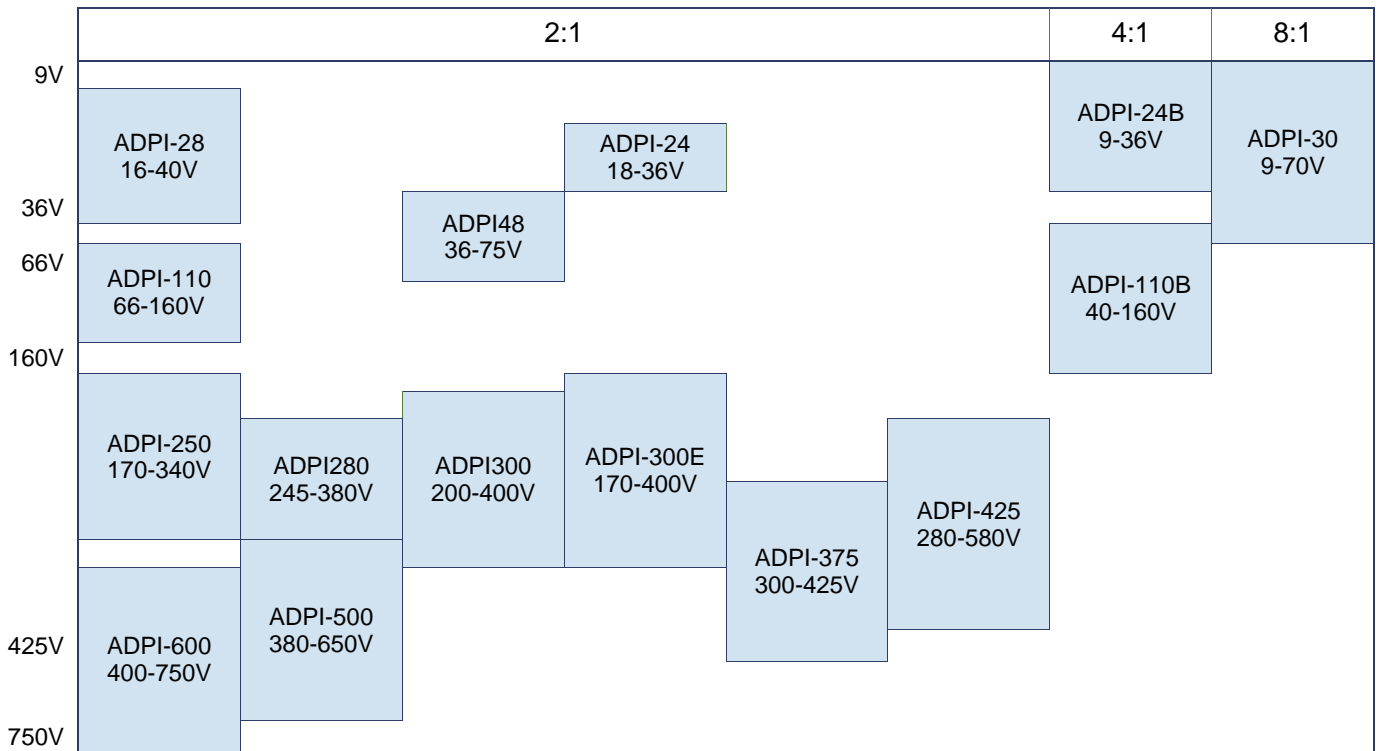 2:1
4:1
8:1
9V
36V
66V
160V
425V
750V
ADPI-28
16-40V
ADPI-110
66-160V
ADPI-250
170-340V
ADPI-600
400-750V
ADPI280
245-380V
ADPI-500
380-650V
ADPI48
36-75V
ADPI300
200-400V
ADPI-24
18-36V
ADPI-300E
170-400V
ADPI-375
300-425V
ADPI-425
280-580V
ADPI-24B
9-36V
ADPI-110B
40-160V
ADPI-30
9-70V